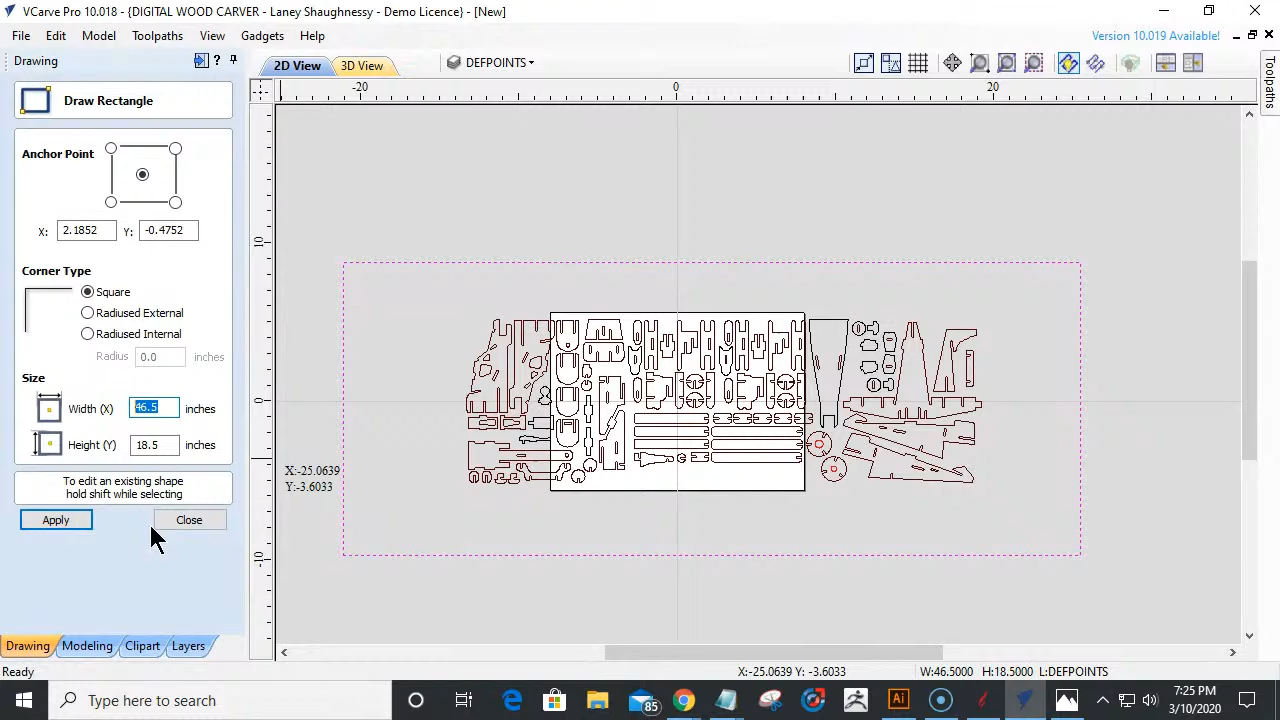 VCarve Pro 10.018 - {DIGITAL WOOD CARVER - Laney Shaughnessy - Demo Licence} - [New]
File Edit Model Toolpaths View Gadgets Help Version 10.019 Available!
Drawing
Draw Rectangle
Anchor Point
X: 2.1852 Y: -0.4752
Corner Type
Square
Radiused External
Radiused Internal
Radius 0.0 inches
Size
Width (X) 46.5 inches
Height (Y) 18.5 inches
To edit an existing shape
hold shift while selecting
Apply Close
Drawing Modeling Clipart Layers
2D View 3D View DEFPOINTS
-20 0 20
10
0
-10
X:-25.0639
Y:-3.6033
Toolpaths
Ready X:-25.0639 Y: -3.6033 W:46.5000 H:18.5000 L:DEFPOINTS
Type here to search 85 Ai 7:25 PM
3/10/2020